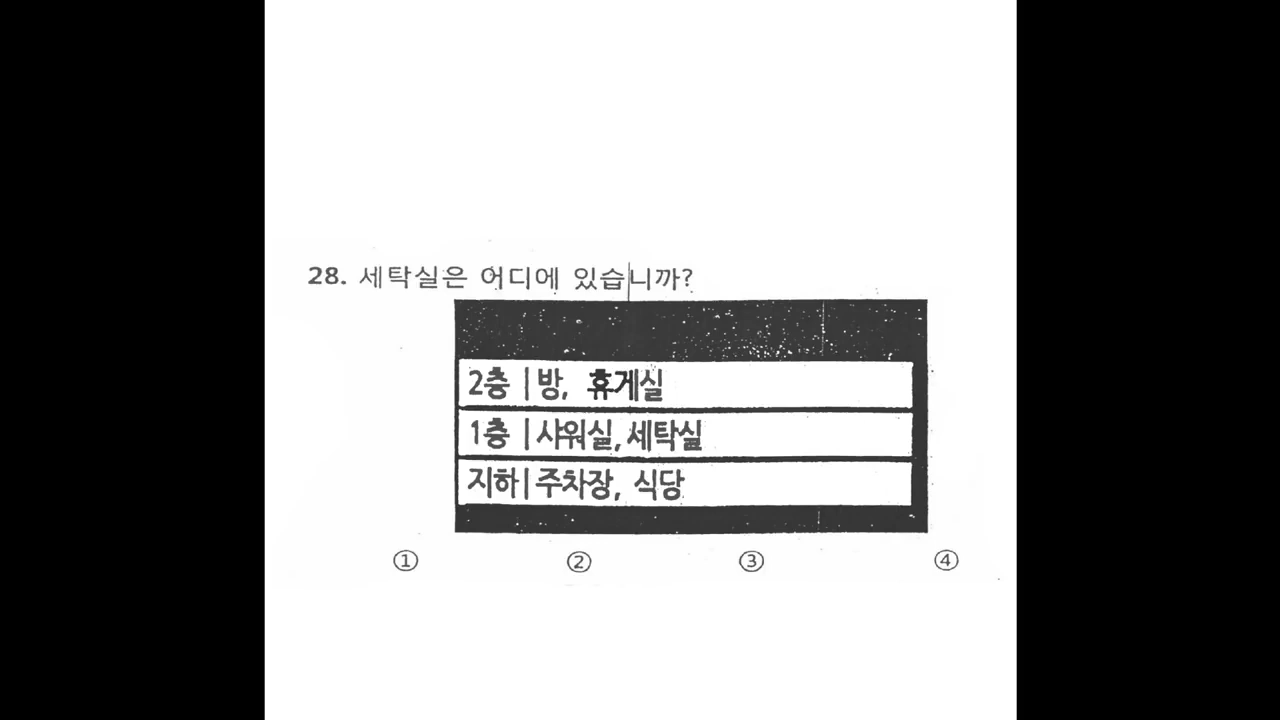 28. 세탁실은 어디에 있습니까?
2층 | 방, 휴게실
1층 | 샤워실, 세탁실
지하 | 주차장, 식당
① ② ③ ④